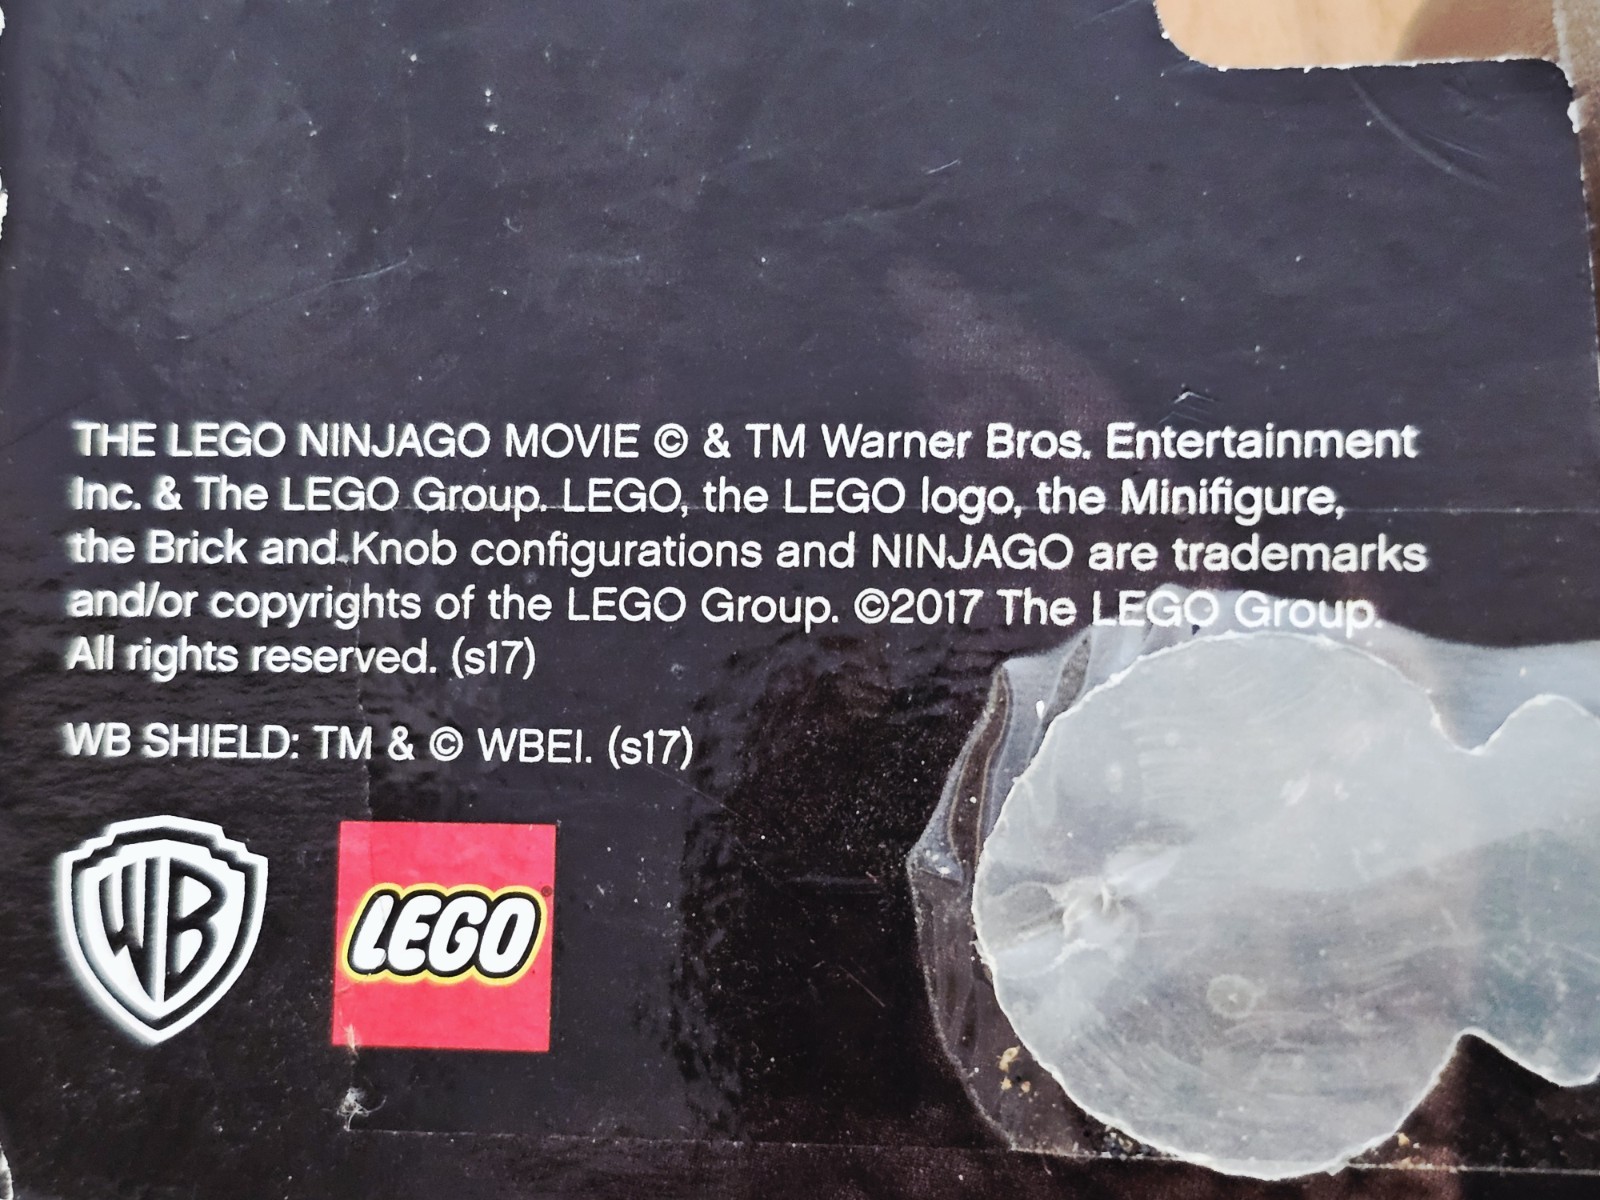 THE LEGO NINJAGO MOVIE © & TM Warner Bros. Entertainment
Inc. & The LEGO Group. LEGO, the LEGO logo, the Minifigure,
the Brick and Knob configurations and NINJAGO are trademarks
and/or copyrights of the LEGO Group. ©2017 The LEGO Group.
All rights reserved. (s17)
WB SHIELD: TM & © WBEI. (s17)
WB
LEGO®